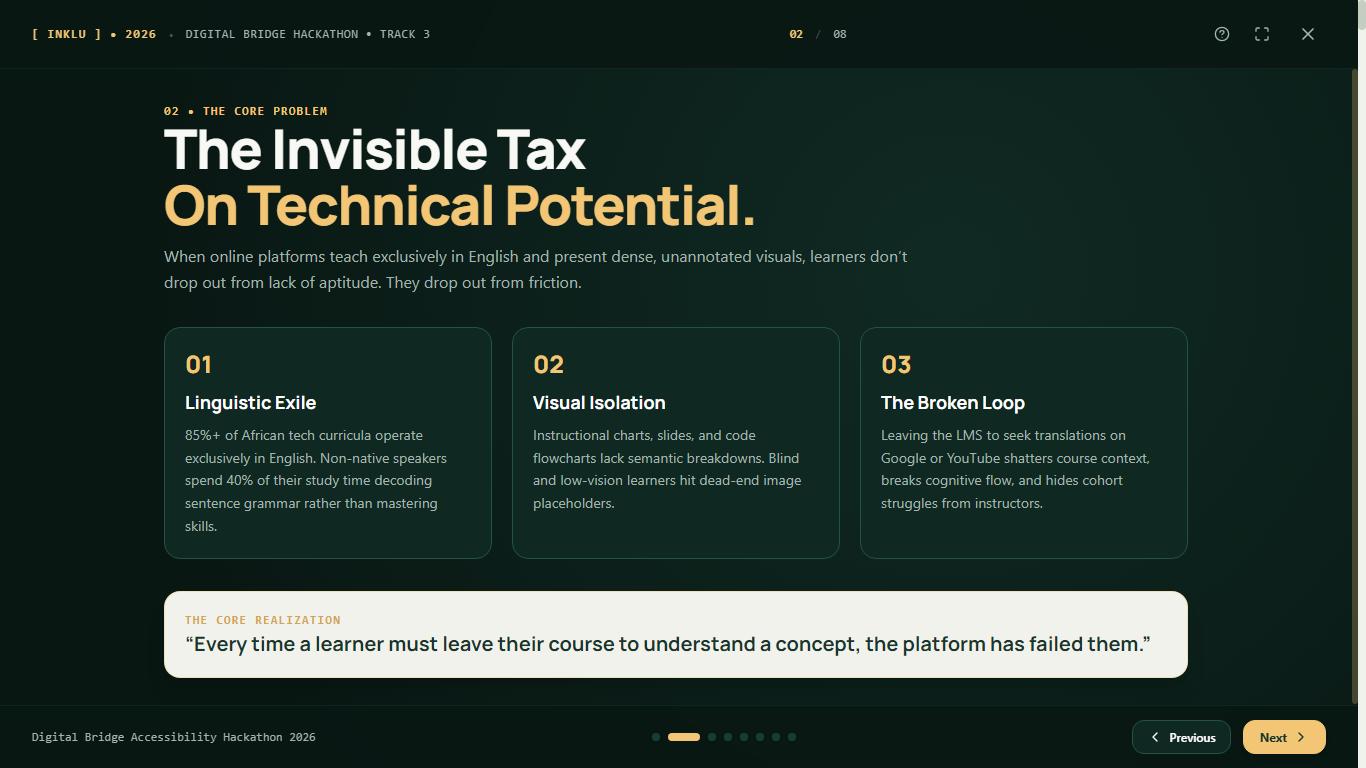 [ INKLU ] • 2026 • DIGITAL BRIDGE HACKATHON • TRACK 3
02 / 08
02 • THE CORE PROBLEM
The Invisible Tax
On Technical Potential.
When online platforms teach exclusively in English and present dense, unannotated visuals, learners don’t
drop out from lack of aptitude. They drop out from friction.
01
Linguistic Exile
85%+ of African tech curricula operate
exclusively in English. Non-native speakers
spend 40% of their study time decoding
sentence grammar rather than mastering
skills.
02
Visual Isolation
Instructional charts, slides, and code
flowcharts lack semantic breakdowns. Blind
and low-vision learners hit dead-end image
placeholders.
03
The Broken Loop
Leaving the LMS to seek translations on
Google or YouTube shatters course context,
breaks cognitive flow, and hides cohort
struggles from instructors.
THE CORE REALIZATION
“Every time a learner must leave their course to understand a concept, the platform has failed them.”
Digital Bridge Accessibility Hackathon 2026
Previous
Next